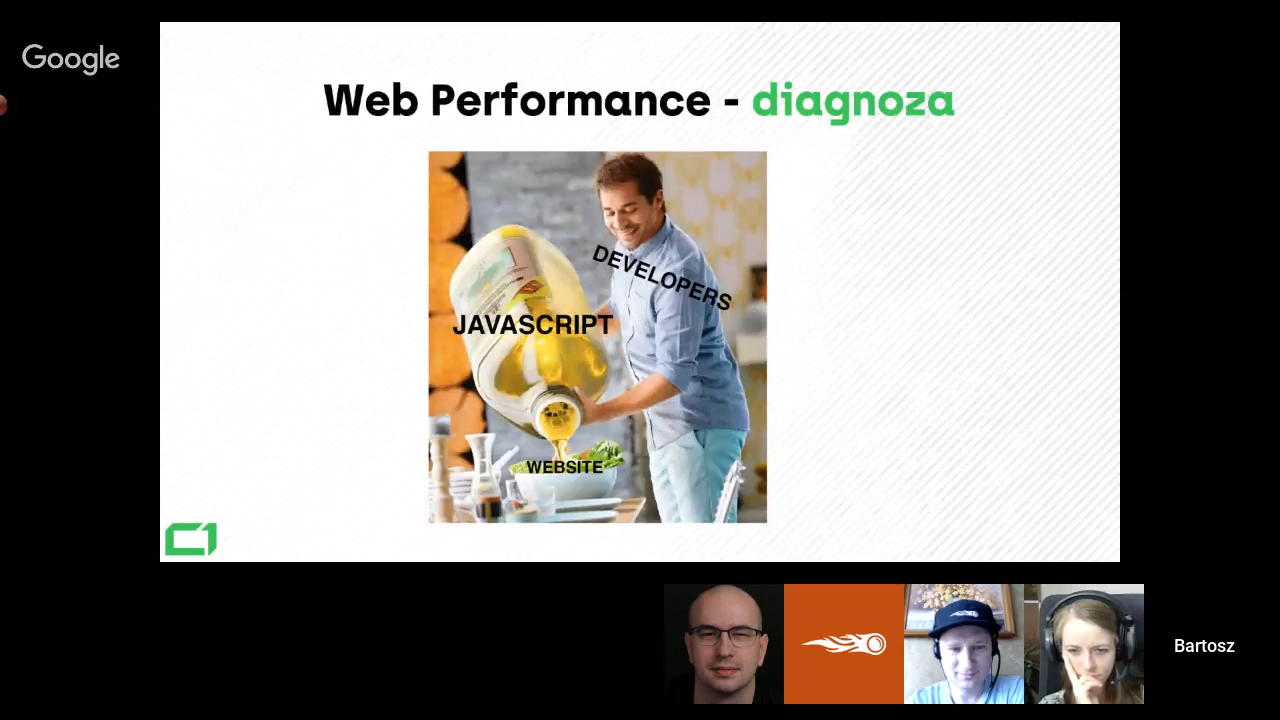 Google
Web Performance - diagnoza
DEVELOPERS
JAVASCRIPT
WEBSITE
Bartosz